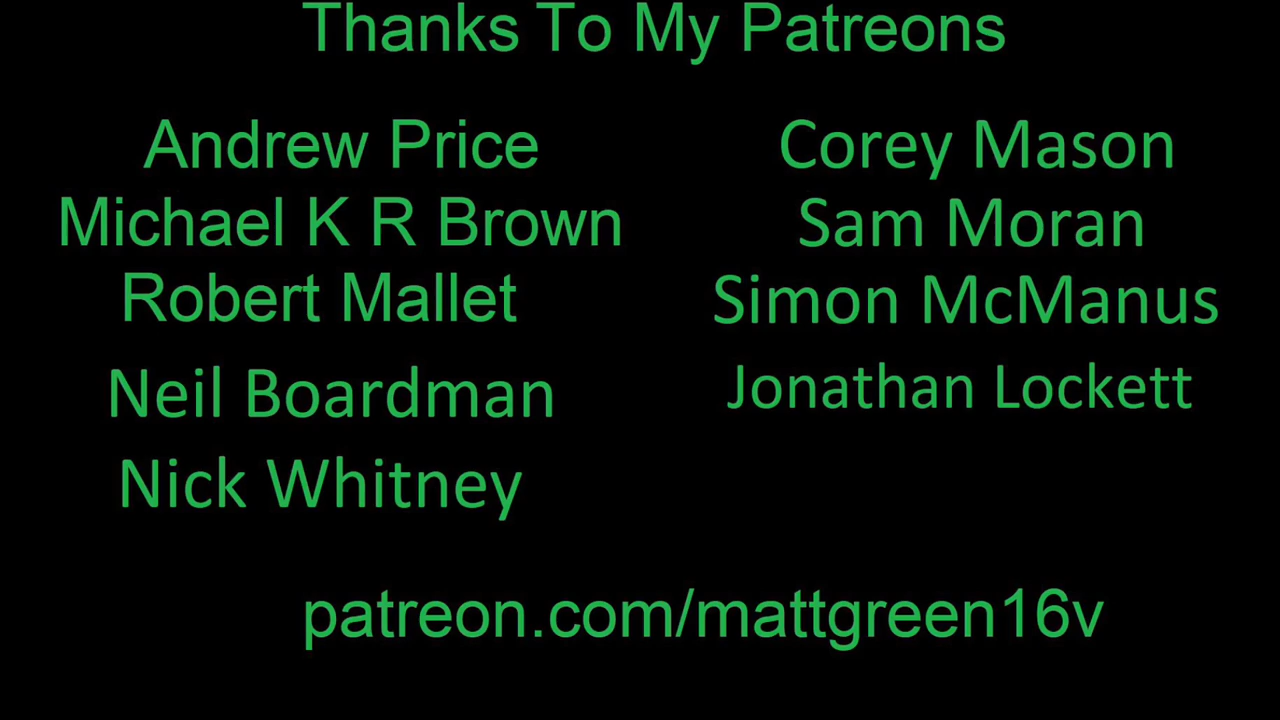 Thanks To My Patreons
Andrew Price
Michael K R Brown
Robert Mallet
Neil Boardman
Nick Whitney
Corey Mason
Sam Moran
Simon McManus
Jonathan Lockett
patreon.com/mattgreen16v